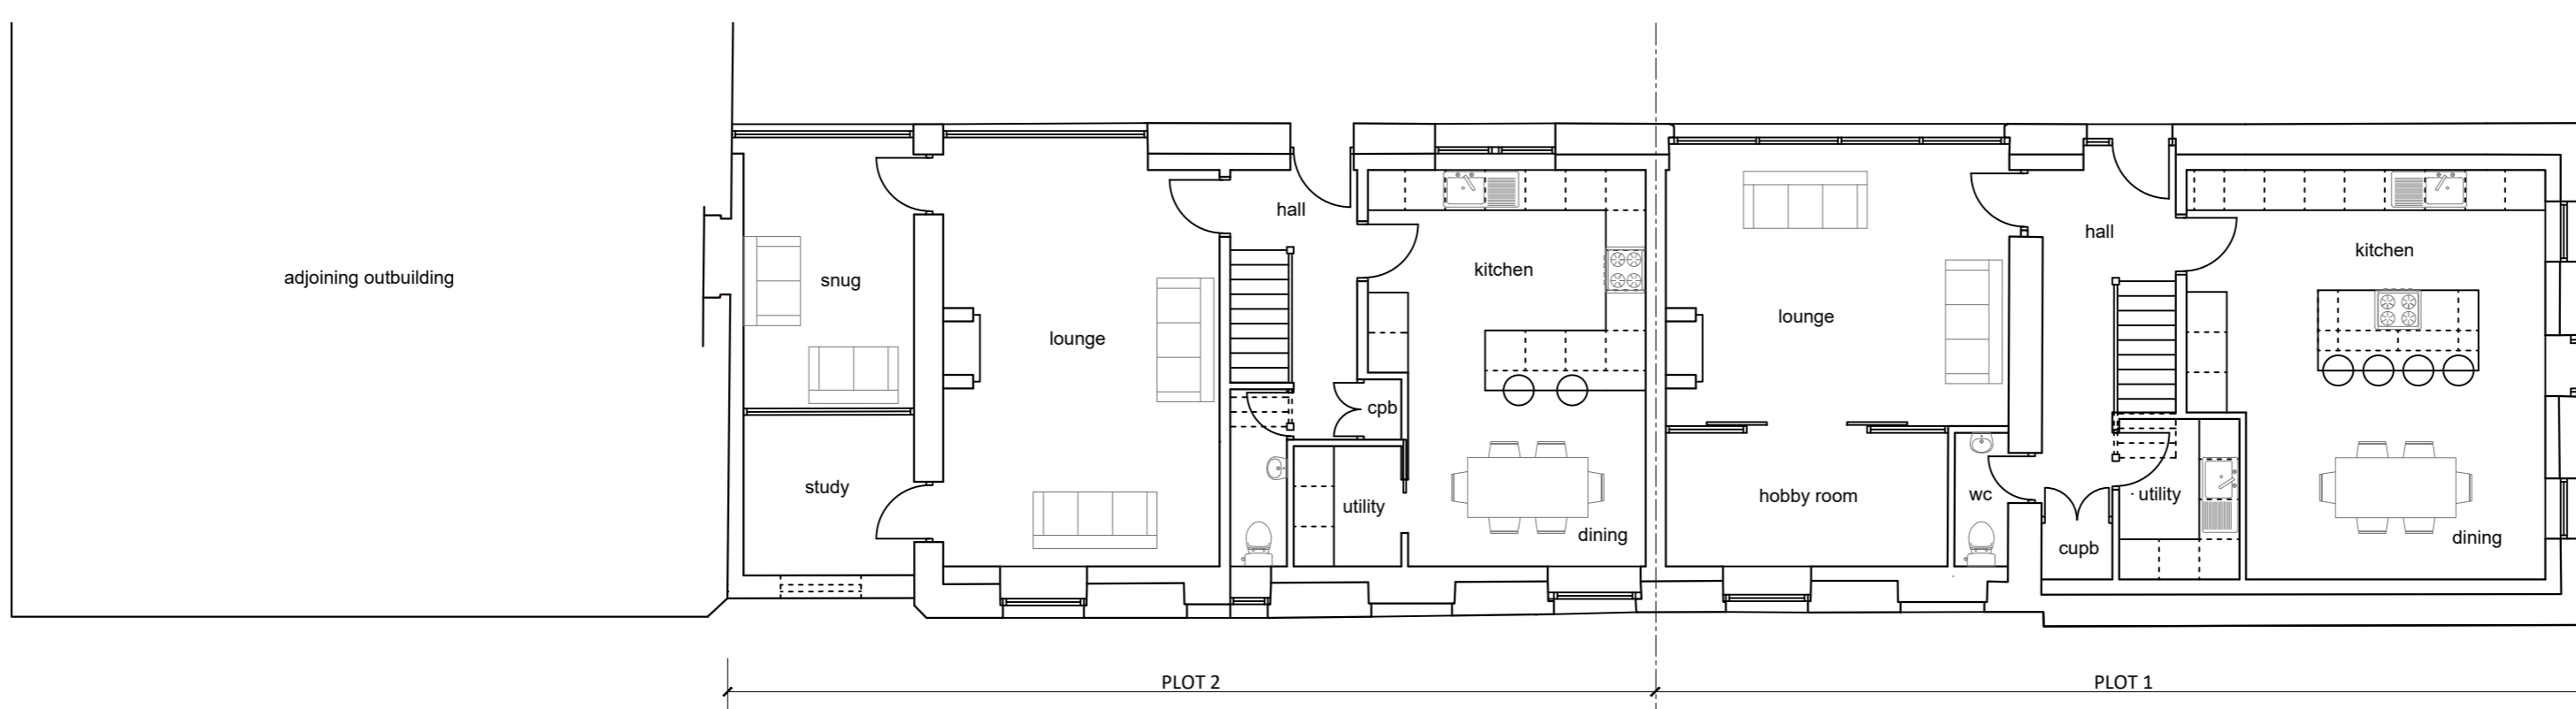 adjoining outbuilding
snug
study
lounge
hall
cpb
utility
kitchen
dining
lounge
hobby room
wc
hall
cupb
utility
kitchen
dining
PLOT 2
PLOT 1